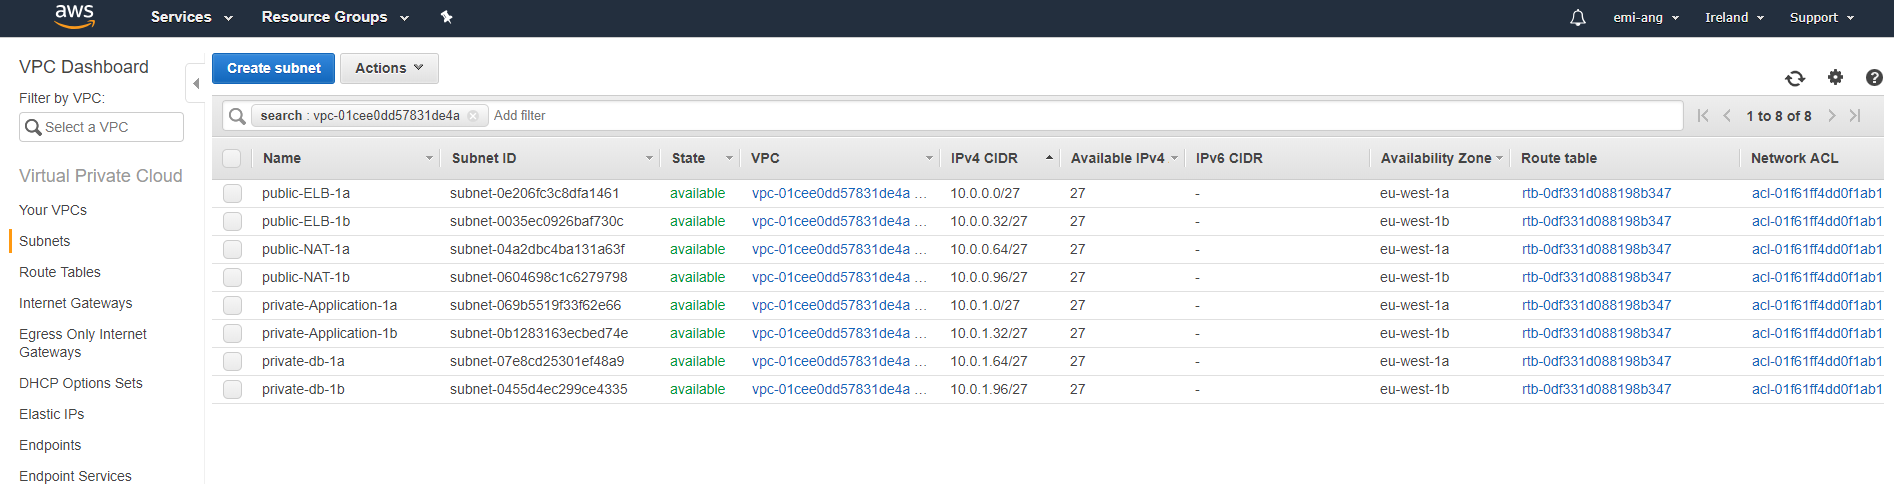 aws Services Resource Groups emi-ang Ireland Support
VPC Dashboard
Filter by VPC:
Select a VPC
Virtual Private Cloud
Your VPCs
Subnets
Route Tables
Internet Gateways
Egress Only Internet
Gateways
DHCP Options Sets
Elastic IPs
Endpoints
Endpoint Services
Create subnet Actions
search : vpc-01cee0dd57831de4a Add filter 1 to 8 of 8
Name Subnet ID State VPC IPv4 CIDR Available IPv4 IPv6 CIDR Availability Zone Route table Network ACL
public-ELB-1a subnet-0e206fc3c8dfa1461 available vpc-01cee0dd57831de4a ... 10.0.0.0/27 27 - eu-west-1a rtb-0df331d088198b347 acl-01f61ff4dd0f1ab1
public-ELB-1b subnet-0035ec0926baf730c available vpc-01cee0dd57831de4a ... 10.0.0.32/27 27 - eu-west-1b rtb-0df331d088198b347 acl-01f61ff4dd0f1ab1
public-NAT-1a subnet-04a2dbc4ba131a63f available vpc-01cee0dd57831de4a ... 10.0.0.64/27 27 - eu-west-1a rtb-0df331d088198b347 acl-01f61ff4dd0f1ab1
public-NAT-1b subnet-0604698c1c6279798 available vpc-01cee0dd57831de4a ... 10.0.0.96/27 27 - eu-west-1b rtb-0df331d088198b347 acl-01f61ff4dd0f1ab1
private-Application-1a subnet-069b5519f33f62e66 available vpc-01cee0dd57831de4a ... 10.0.1.0/27 27 - eu-west-1a rtb-0df331d088198b347 acl-01f61ff4dd0f1ab1
private-Application-1b subnet-0b1283163ecbed74e available vpc-01cee0dd57831de4a ... 10.0.1.32/27 27 - eu-west-1b rtb-0df331d088198b347 acl-01f61ff4dd0f1ab1
private-db-1a subnet-07e8cd25301ef48a9 available vpc-01cee0dd57831de4a ... 10.0.1.64/27 27 - eu-west-1a rtb-0df331d088198b347 acl-01f61ff4dd0f1ab1
private-db-1b subnet-0455d4ec299ce4335 available vpc-01cee0dd57831de4a ... 10.0.1.96/27 27 - eu-west-1b rtb-0df331d088198b347 acl-01f61ff4dd0f1ab1